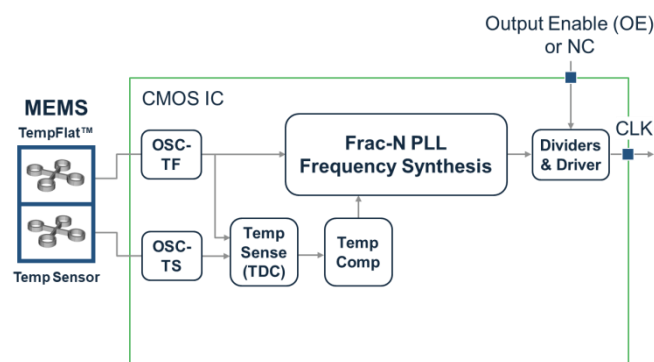 Output Enable (OE)
or NC
MEMS
TempFlat™
CMOS IC
CLK
OSC-
TF
Frac-N PLL
Frequency Synthesis
Dividers
& Driver
OSC-
TS
Temp
Sense
(TDC)
Temp
Comp
Temp Sensor